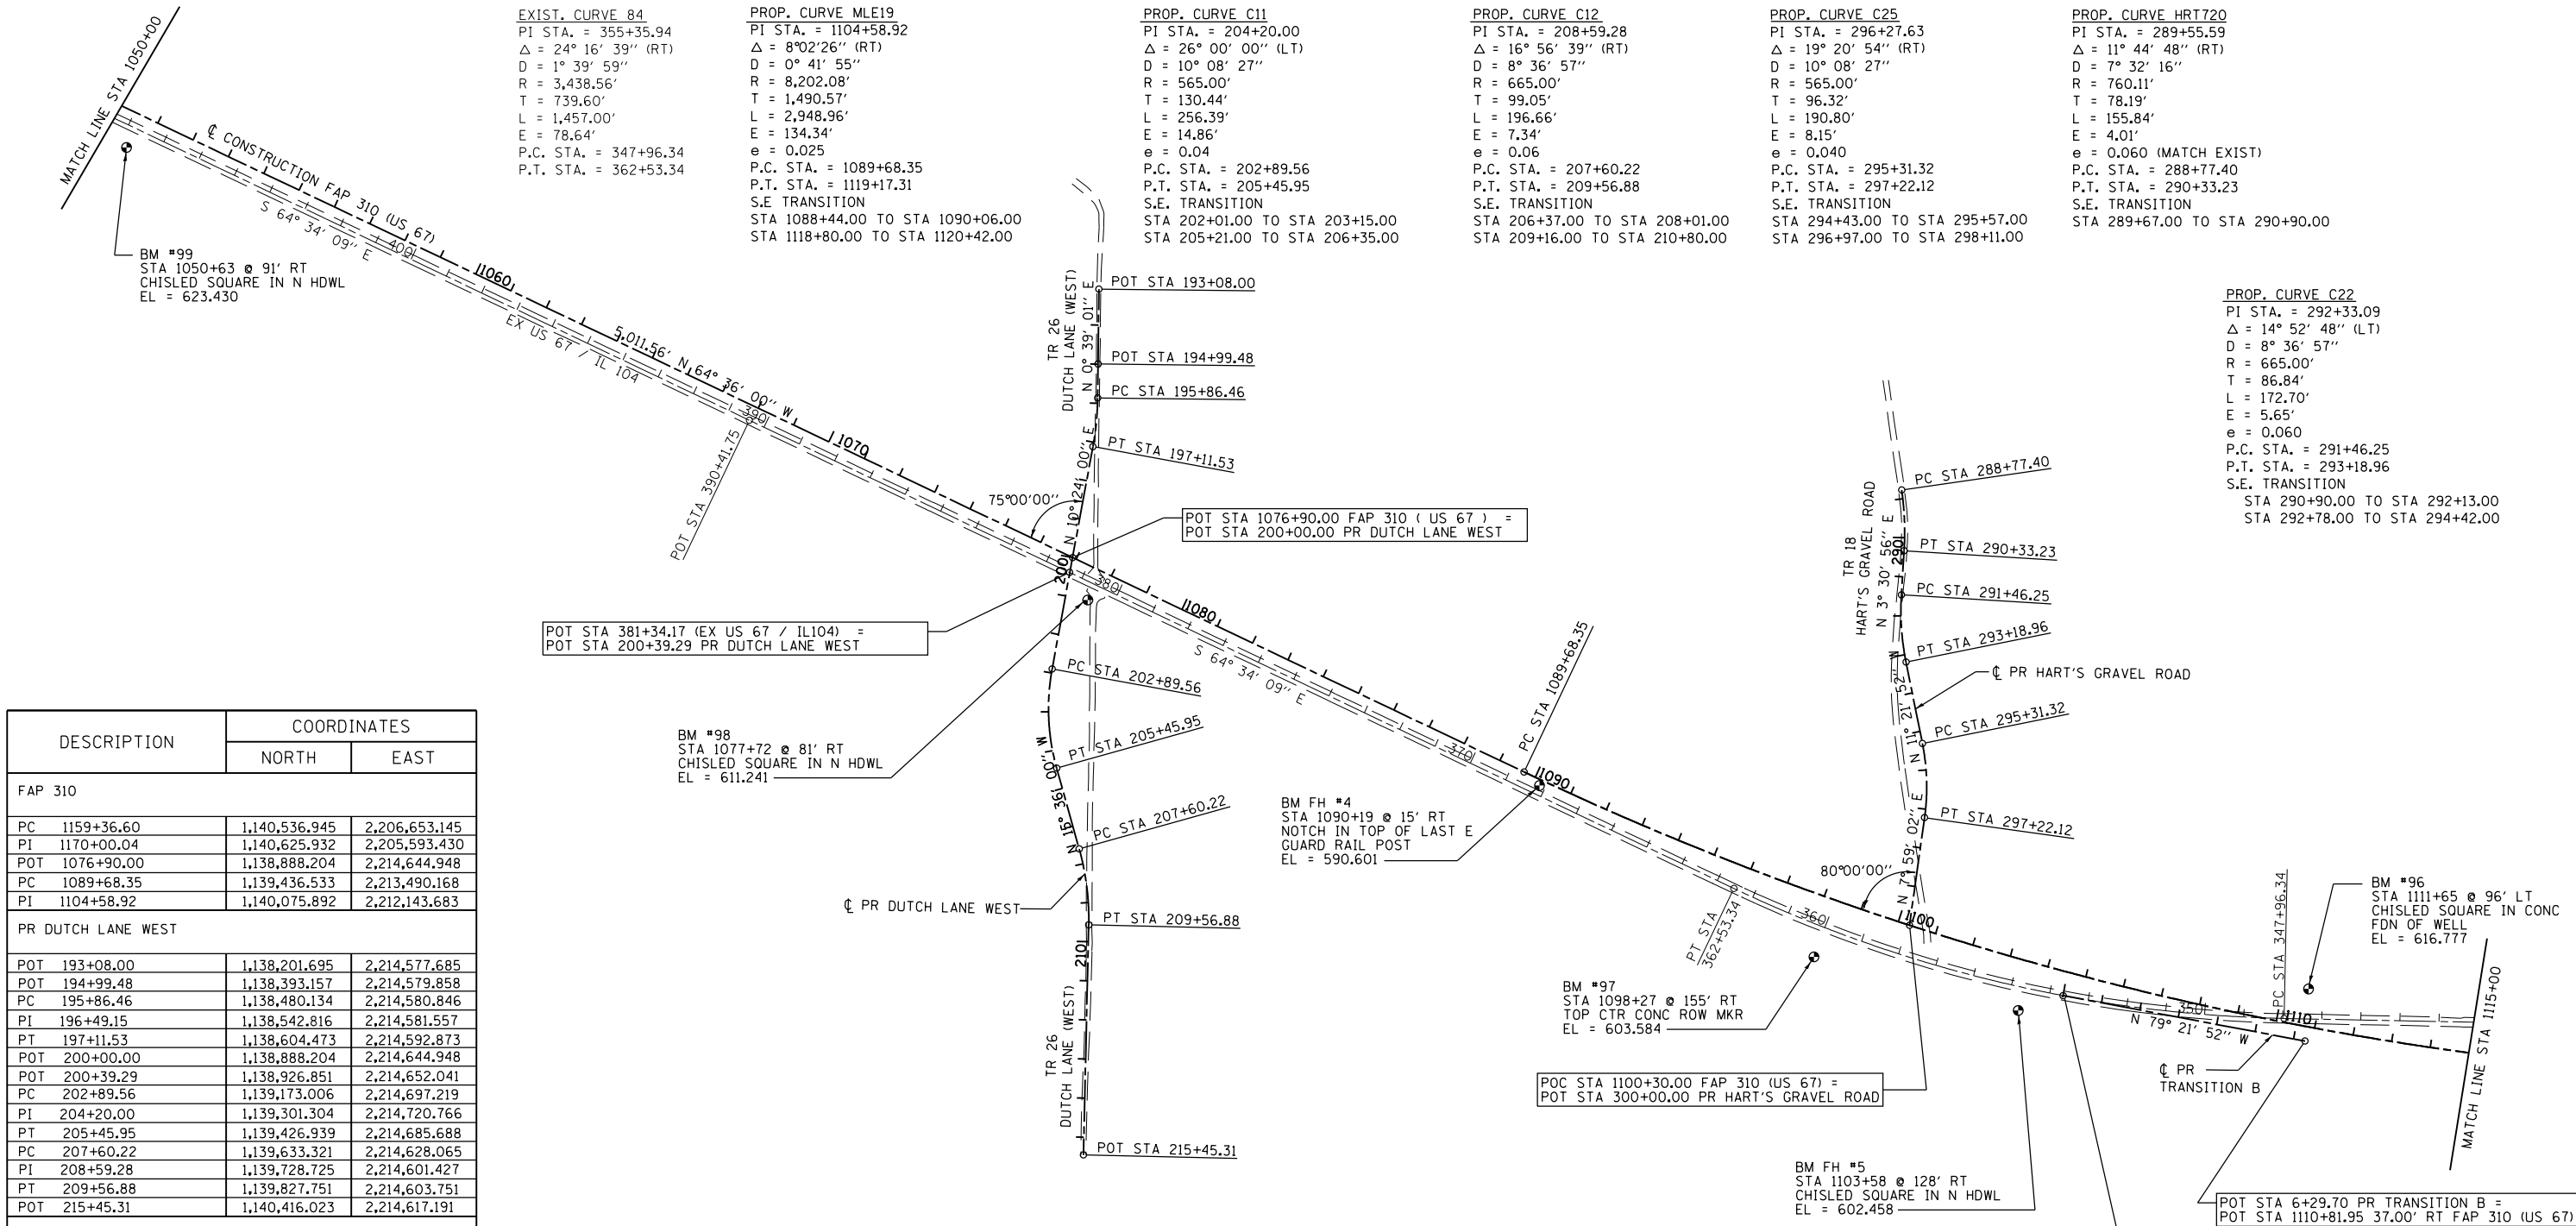 EXIST. CURVE 84
PI STA. = 355+35.94
Δ = 24° 16' 39'' (RT)
D = 1° 39' 59''
R = 3,438.56'
T = 739.60'
L = 1,457.00'
E = 78.64'
P.C. STA. = 347+96.34
P.T. STA. = 362+53.34
PROP. CURVE MLE19
PI STA. = 1104+58.92
Δ = 8°02'26'' (RT)
D = 0° 41' 55''
R = 8,202.08'
T = 1,490.57'
L = 2,948.96'
E = 134.34'
e = 0.025
P.C. STA. = 1089+68.35
P.T. STA. = 1119+17.31
S.E TRANSITION
STA 1088+44.00 TO STA 1090+06.00
STA 1118+80.00 TO STA 1120+42.00
PROP. CURVE C11
PI STA. = 204+20.00
Δ = 26° 00' 00'' (LT)
D = 10° 08' 27''
R = 565.00'
T = 130.44'
L = 256.39'
E = 14.86'
e = 0.04
P.C. STA. = 202+89.56
P.T. STA. = 205+45.95
S.E. TRANSITION
STA 202+01.00 TO STA 203+15.00
STA 205+21.00 TO STA 206+35.00
PROP. CURVE C12
PI STA. = 208+59.28
Δ = 16° 56' 39'' (RT)
D = 8° 36' 57''
R = 665.00'
T = 99.05'
L = 196.66'
E = 7.34'
e = 0.06
P.C. STA. = 207+60.22
P.T. STA. = 209+56.88
S.E. TRANSITION
STA 206+37.00 TO STA 208+01.00
STA 209+16.00 TO STA 210+80.00
PROP. CURVE C25
PI STA. = 296+27.63
Δ = 19° 20' 54'' (RT)
D = 10° 08' 27''
R = 565.00'
T = 96.32'
L = 190.80'
E = 8.15'
e = 0.040
P.C. STA. = 295+31.32
P.T. STA. = 297+22.12
S.E. TRANSITION
STA 294+43.00 TO STA 295+57.00
STA 296+97.00 TO STA 298+11.00
PROP. CURVE HRT720
PI STA. = 289+55.59
Δ = 11° 44' 48'' (RT)
D = 7° 32' 16''
R = 760.11'
T = 78.19'
L = 155.84'
E = 4.01'
e = 0.060 (MATCH EXIST)
P.C. STA. = 288+77.40
P.T. STA. = 290+33.23
S.E. TRANSITION
STA 289+67.00 TO STA 290+90.00
PROP. CURVE C22
PI STA. = 292+33.09
Δ = 14° 52' 48'' (LT)
D = 8° 36' 57''
R = 665.00'
T = 86.84'
L = 172.70'
E = 5.65'
e = 0.060
P.C. STA. = 291+46.25
P.T. STA. = 293+18.96
S.E. TRANSITION
STA 290+90.00 TO STA 292+13.00
STA 292+78.00 TO STA 294+42.00
MATCH LINE STA 1050+00
℄ CONSTRUCTION FAP 310 (US 67)
S 64° 34' 09'' E
400
1060
BM #99
STA 1050+63 @ 91' RT
CHISLED SQUARE IN N HDWL
EL = 623.430
EX US 67 / IL 104
5,011.56' N 64° 36' 00'' W
390
1070
POT STA 390+41.75
TR 26
DUTCH LANE (WEST)
N 0° 39' 01'' E
POT STA 193+08.00
POT STA 194+99.48
PC STA 195+86.46
PT STA 197+11.53
N 10° 24' 00'' E
75°00'00''
POT STA 1076+90.00 FAP 310 ( US 67 ) =
POT STA 200+00.00 PR DUTCH LANE WEST
200
380
1080
POT STA 381+34.17 (EX US 67 / IL104) =
POT STA 200+39.29 PR DUTCH LANE WEST
S 64° 34' 09'' E
PC STA 202+89.56
BM #98
STA 1077+72 @ 81' RT
CHISLED SQUARE IN N HDWL
EL = 611.241
PT STA 205+45.95
N 15° 36' 00'' W
PC STA 207+60.22
℄ PR DUTCH LANE WEST
PT STA 209+56.88
210
TR 26
DUTCH LANE (WEST)
POT STA 215+45.31
370
PC STA 1089+68.35
1090
BM FH #4
STA 1090+19 @ 15' RT
NOTCH IN TOP OF LAST E
GUARD RAIL POST
EL = 590.601
PC STA 288+77.40
TR 18
HART'S GRAVEL ROAD
N 3° 30' 56'' E
290
PT STA 290+33.23
PC STA 291+46.25
PT STA 293+18.96
℄ PR HART'S GRAVEL ROAD
N 11° 21' 52'' W
PC STA 295+31.32
PT STA 297+22.12
N 7° 59' 02'' E
80°00'00''
1100
360
PT STA
362+53.34
BM #97
STA 1098+27 @ 155' RT
TOP CTR CONC ROW MKR
EL = 603.584
POC STA 1100+30.00 FAP 310 (US 67) =
POT STA 300+00.00 PR HART'S GRAVEL ROAD
BM FH #5
STA 1103+58 @ 128' RT
CHISLED SQUARE IN N HDWL
EL = 602.458
PC STA 347+96.34
350
1110
N 79° 21' 52'' W
℄ PR
TRANSITION B
BM #96
STA 1111+65 @ 96' LT
CHISLED SQUARE IN CONC
FDN OF WELL
EL = 616.777
MATCH LINE STA 1115+00
POT STA 6+29.70 PR TRANSITION B =
POT STA 1110+81.95 37.00' RT FAP 310 (US 67)
DESCRIPTION COORDINATES
NORTH EAST
FAP 310
PC 1159+36.60 1,140,536.945 2,206,653.145
PI 1170+00.04 1,140,625.932 2,205,593.430
POT 1076+90.00 1,138,888.204 2,214,644.948
PC 1089+68.35 1,139,436.533 2,213,490.168
PI 1104+58.92 1,140,075.892 2,212,143.683
PR DUTCH LANE WEST
POT 193+08.00 1,138,201.695 2,214,577.685
POT 194+99.48 1,138,393.157 2,214,579.858
PC 195+86.46 1,138,480.134 2,214,580.846
PI 196+49.15 1,138,542.816 2,214,581.557
PT 197+11.53 1,138,604.473 2,214,592.873
POT 200+00.00 1,138,888.204 2,214,644.948
POT 200+39.29 1,138,926.851 2,214,652.041
PC 202+89.56 1,139,173.006 2,214,697.219
PI 204+20.00 1,139,301.304 2,214,720.766
PT 205+45.95 1,139,426.939 2,214,685.688
PC 207+60.22 1,139,633.321 2,214,628.065
PI 208+59.28 1,139,728.725 2,214,601.427
PT 209+56.88 1,139,827.751 2,214,603.751
POT 215+45.31 1,140,416.023 2,214,617.191